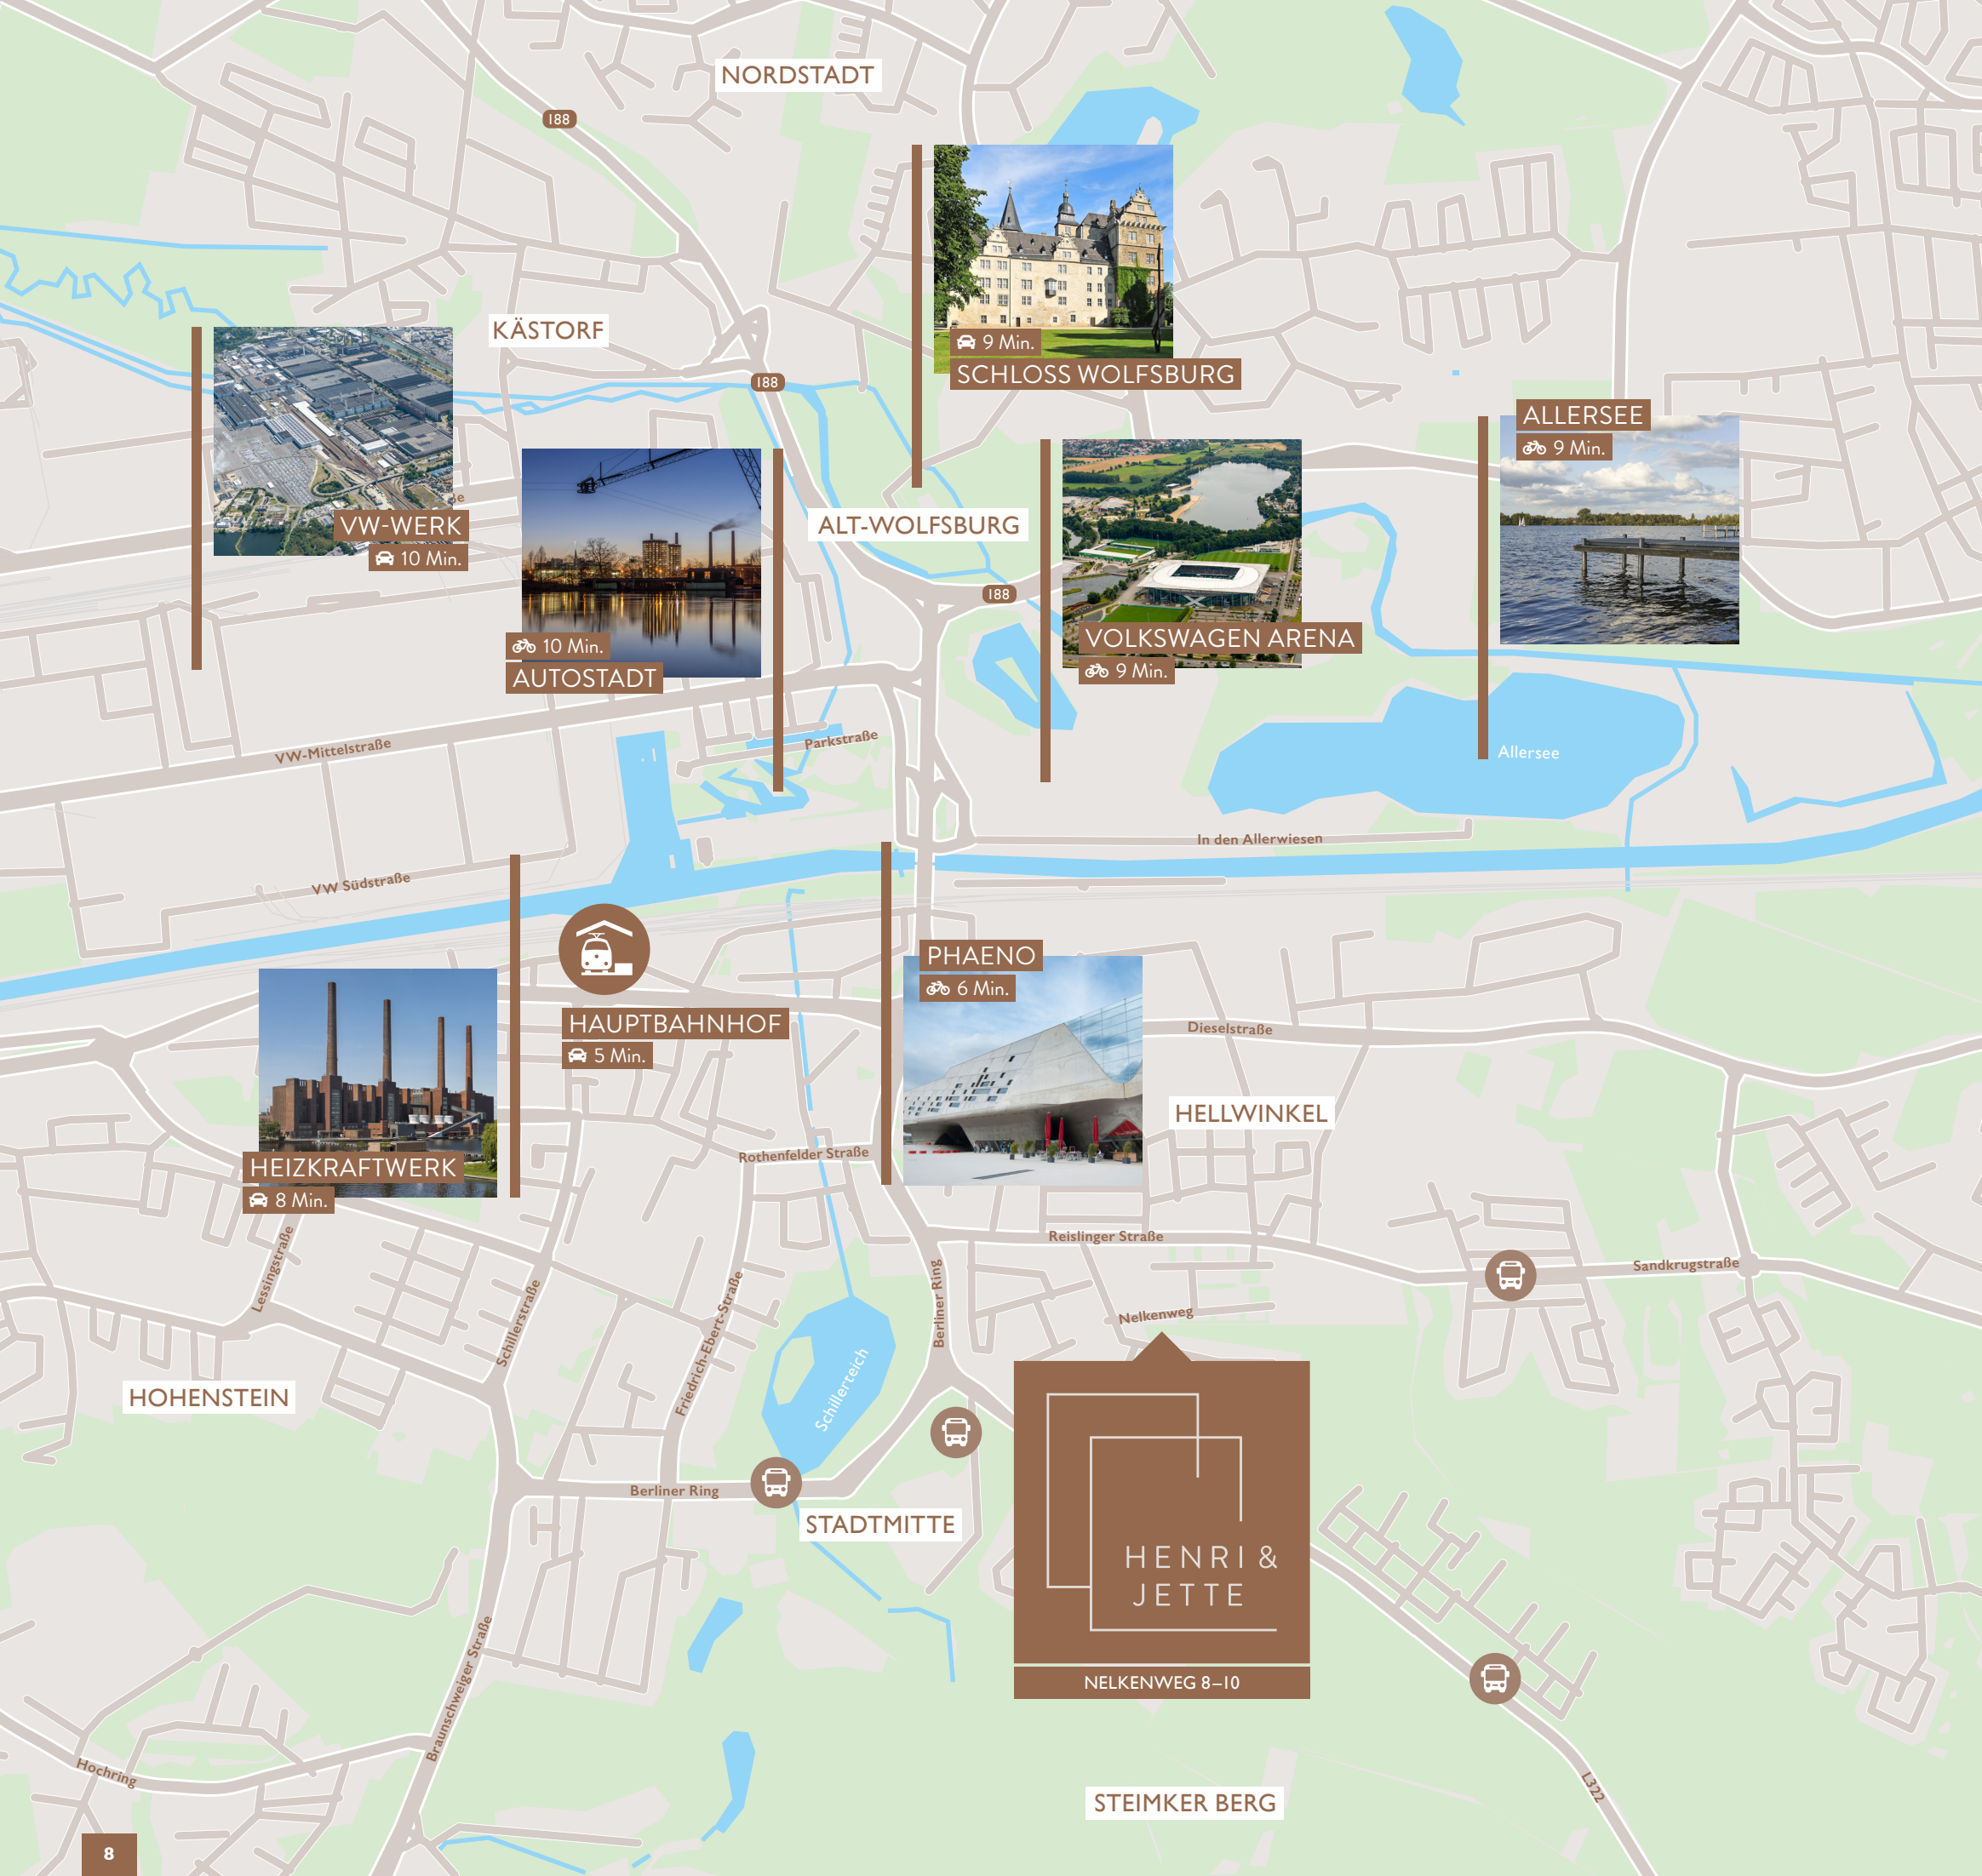 NORDSTADT
188
KÄSTORF
188
9 Min.
SCHLOSS WOLFSBURG
ALLERSEE
9 Min.
VW-WERK
10 Min.
ALT-WOLFSBURG
188
10 Min.
AUTOSTADT
VOLKSWAGEN ARENA
9 Min.
VW-Mittelstraße
Parkstraße
Allersee
In den Allerwiesen
VW Südstraße
PHAENO
6 Min.
HAUPTBAHNHOF
5 Min.
Dieselstraße
HELLWINKEL
HEIZKRAFTWERK
8 Min.
Rothenfelder Straße
Reislinger Straße
Sandkrugstraße
Lessingstraße
Schillerstraße
Friedrich-Ebert-Straße
Berliner Ring
Nelkenweg
Schillerteich
HOHENSTEIN
Berliner Ring
STADTMITTE
HENRI &
JETTE
NELKENWEG 8–10
Braunschweiger Straße
Hochring
L322
STEIMKER BERG
8